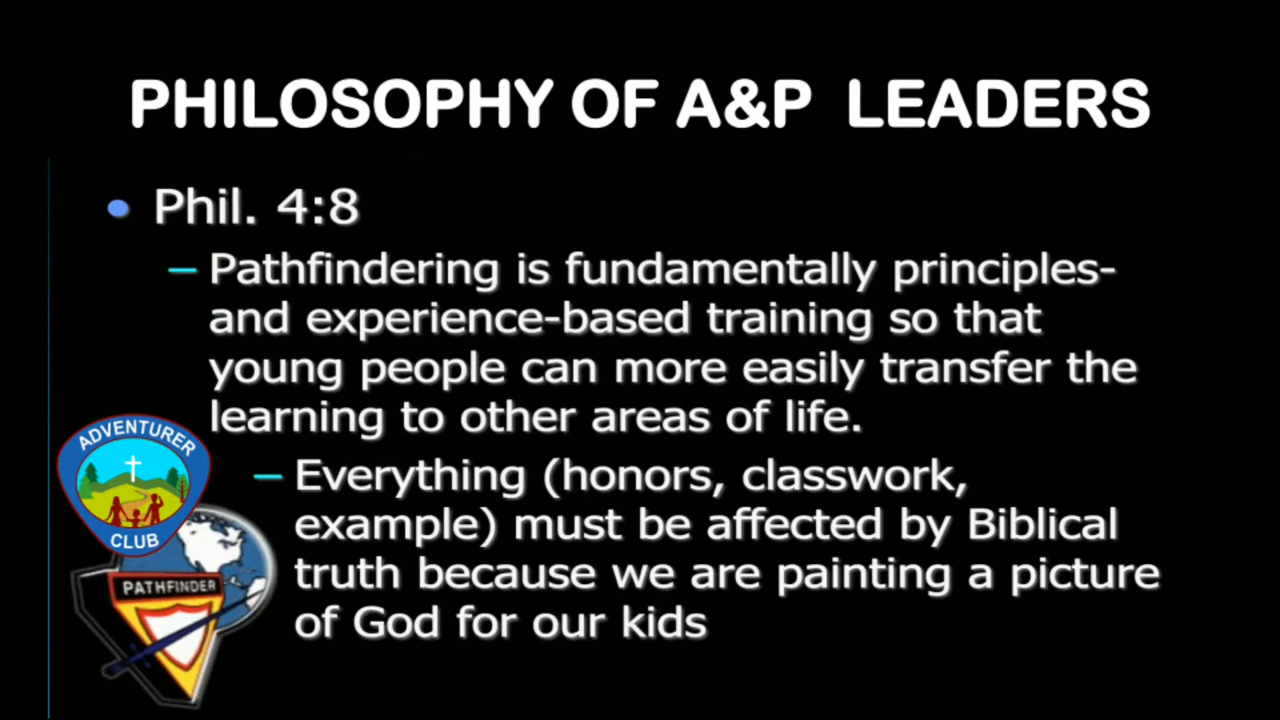 PHILOSOPHY OF A&P LEADERS
Phil. 4:8
Pathfindering is fundamentally principles-
and experience-based training so that
young people can more easily transfer the
learning to other areas of life.
Everything (honors, classwork,
example) must be affected by Biblical
truth because we are painting a picture
of God for our kids
ADVENTURER
CLUB
PATHFINDER